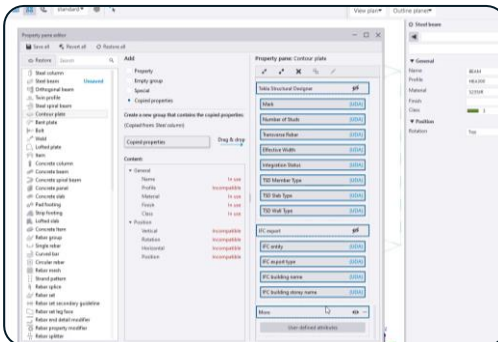 standard
View plan
Outline planes
Property pane editor
Save all
Revert all
Restore all
Restore
Search
Steel column
Steel beam
Unsaved
Orthogonal beam
Twin profile
Steel spiral beam
Contour plate
Bent plate
Bolt
Weld
Lofted plate
Item
Concrete column
Concrete beam
Concrete spiral beam
Concrete panel
Concrete slab
Pad footing
Strip footing
Lofted slab
Concrete item
Rebar group
Single rebar
Curved bar
Circular rebar
Rebar mesh
Strand pattern
Rebar splice
Rebar set
Rebar set secondary guideline
Rebar set leg face
Rebar end detail modifier
Rebar property modifier
Rebar splitter
Add
Property
Empty group
Special
Copied properties
Create a new group that contains the copied properties.
(Copied from: Steel column)
Copied properties
Drag & drop
Content:
General
Name In use
Profile Incompatible
Material In use
Finish In use
Class In use
Position
Vertical Incompatible
Rotation Incompatible
Horizontal Incompatible
Position Incompatible
Property pane: Contour plate
Tekla Structural Designer
Mark (UDA)
Number of Studs (UDA)
Transverse Rebar (UDA)
Effective Width (UDA)
Integration Status (UDA)
TSD Member Type (UDA)
TSD Slab Type (UDA)
TSD Wall Type (UDA)
IFC export
IFC entity (UDA)
IFC export type (UDA)
IFC building name (UDA)
IFC building storey name (UDA)
More
User-defined attributes
Steel beam
General
Name BEAM
Profile
Material
Finish
Class 3
Position
Rotation Top